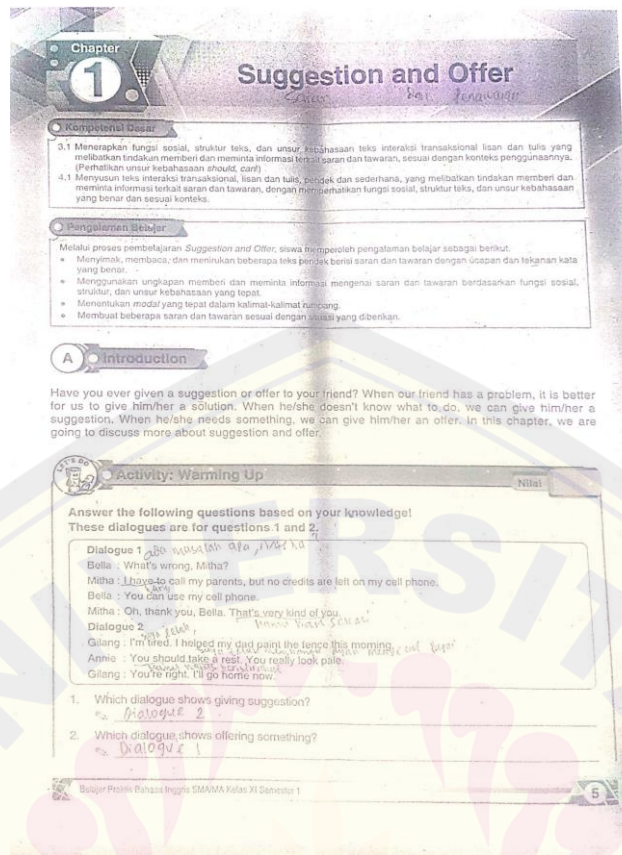 Chapter
1
Suggestion and Offer
Saran
Kompetensi Dasar
3.1 Menerapkan fungsi sosial, struktur teks, dan unsur kebahasaan teks interaksi transaksional lisan dan tulis yang
melibatkan tindakan memberi dan meminta informasi terkait saran dan tawaran, sesuai dengan konteks penggunaannya.
(Perhatikan unsur kebahasaan should, can!)
4.1 Menyusun teks interaksi transaksional, lisan dan tulis, pendek dan sederhana, yang melibatkan tindakan memberi dan
meminta informasi terkait saran dan tawaran, dengan memperhatikan fungsi sosial, struktur teks, dan unsur kebahasaan
yang benar dan sesuai konteks.
Pengalaman Belajar
Melalui proses pembelajaran Suggestion and Offer, siswa memperoleh pengalaman belajar sebagai berikut.
• Menyimak, membaca, dan menirukan beberapa teks pendek berisi saran dan tawaran dengan ucapan dan tekanan kata
yang benar.
• Menggunakan ungkapan memberi dan meminta informasi mengenai saran dan tawaran berdasarkan fungsi sosial,
struktur, dan unsur kebahasaan yang tepat.
• Menentukan modal yang tepat dalam kalimat-kalimat rumpang.
• Membuat beberapa saran dan tawaran sesuai dengan situasi yang diberikan.
A Introduction
Have you ever given a suggestion or offer to your friend? When our friend has a problem, it is better
for us to give him/her a solution. When he/she doesn't know what to do, we can give him/her a
suggestion. When he/she needs something, we can give him/her an offer. In this chapter, we are
going to discuss more about suggestion and offer.
LET'S DO
Activity: Warming Up
Nilai
Answer the following questions based on your knowledge!
These dialogues are for questions 1 and 2.
Dialogue 1
ada masalah apa
Bella : What's wrong, Mitha?
Mitha : I have to call my parents, but no credits are left on my cell phone.
Bella : You can use my cell phone.
Mitha : Oh, thank you, Bella. That's very kind of you.
Dialogue 2
Gilang : I'm tired. I helped my dad paint the fence this morning.
Annie : You should take a rest. You really look pale.
Gilang : You're right. I'll go home now.
1. Which dialogue shows giving suggestion?
Dialogue 2
2. Which dialogue shows offering something?
Dialogue 1
Belajar Praktis Bahasa Inggris SMA/MA Kelas XI Semester 1
5
UNIVERSIT